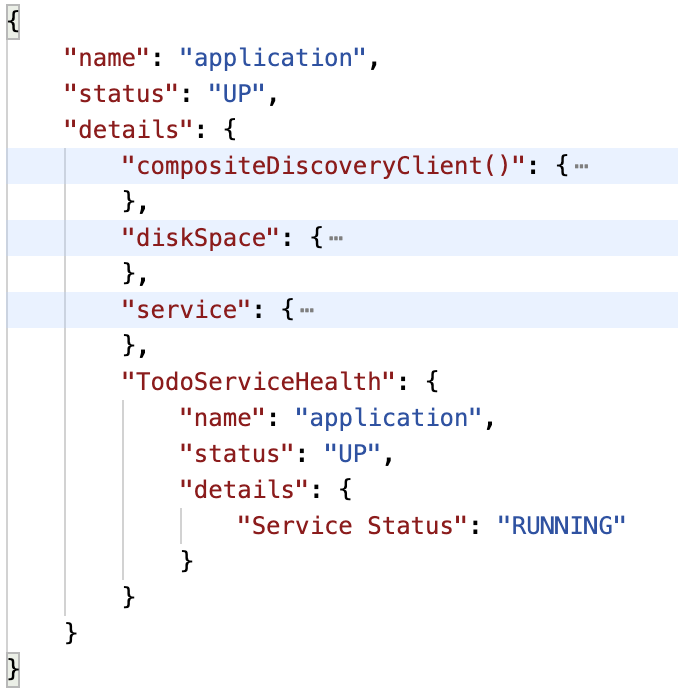 {
    "name": "application",
    "status": "UP",
    "details": {
        "compositeDiscoveryClient()": {⋯
        },
        "diskSpace": {⋯
        },
        "service": {⋯
        },
        "TodoServiceHealth": {
            "name": "application",
            "status": "UP",
            "details": {
                "Service Status": "RUNNING"
            }
        }
    }
}